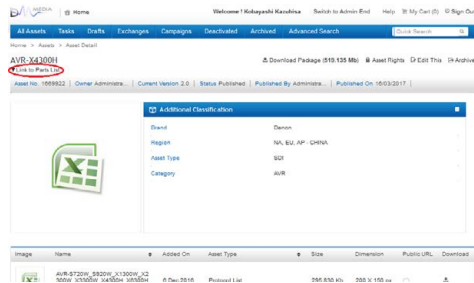 Home
Welcome ! Kobayashi Kazuhisa Switch to Admin End Help My Cart (0) Sign Out
All Assets Tasks Drafts Exchanges Campaigns Deactivated Archived Advanced Search Quick Search
Home > Assets > Asset Detail
AVR-X4300H
Download Package (519.135 Mb) Asset Rights Edit This Archive
Link to Parts List
Asset No. 1669822 | Owner Administra... | Current Version 2.0 | Status Published | Published By Administra... | Published On 16/03/2017
Additional Classification
Brand Denon
Region NA, EU, AP - CHINA
Asset Type SDI
Category AVR
Image Name Added On Asset Type Size Dimension Public URL Download
AVR-S720W_S920W_X1300W_X2
300W_X3300W_X4300H_X6300H 6 Dec 2016 Protocol List 295.830 Kb 200 X 150 px